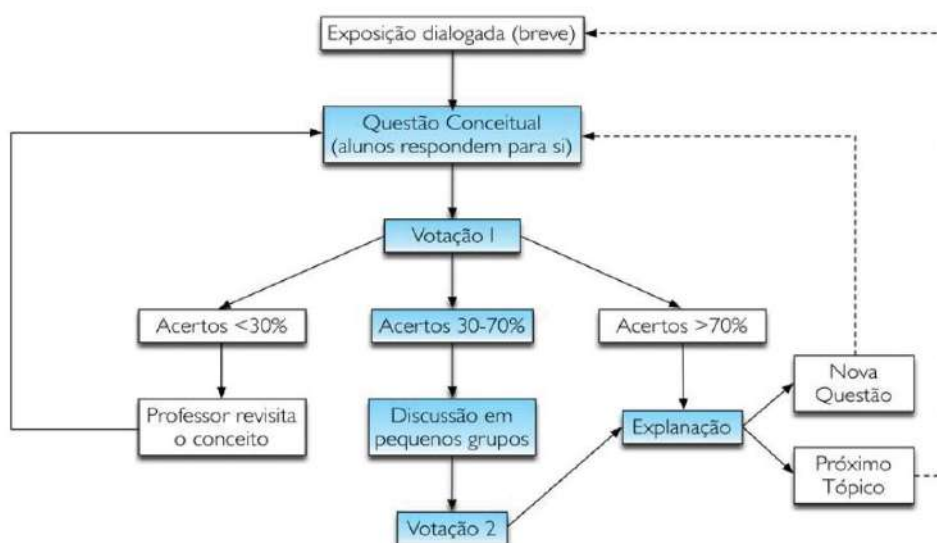 Exposição dialogada (breve)
Questão Conceitual
(alunos respondem para si)
Votação I
Acertos <30%
Acertos 30-70%
Acertos >70%
Professor revisita
o conceito
Discussão em
pequenos grupos
Explanação
Nova
Questão
Próximo
Tópico
Votação 2